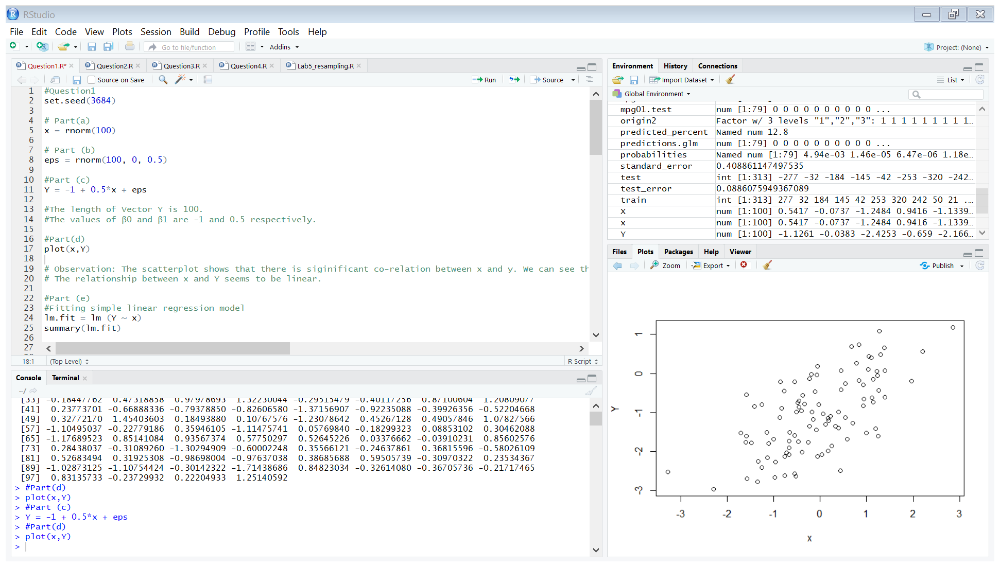 RStudio
File Edit Code View Plots Session Build Debug Profile Tools Help
Go to file/function Addins Project: (None)
Question1.R* Question2.R Question3.R Question4.R Lab5_resampling.R
Source on Save Run Source
1 #Question1
2 set.seed(3684)
3
4 # Part(a)
5 x = rnorm(100)
6
7 # Part (b)
8 eps = rnorm(100, 0, 0.5)
9
10 #Part (c)
11 Y = -1 + 0.5*x + eps
12
13 #The length of Vector Y is 100.
14 #The values of β0 and β1 are -1 and 0.5 respectively.
15
16 #Part(d)
17 plot(x,Y)
18
19 # Observation: The scatterplot shows that there is siginificant co-relation between x and y. We can see th
20 # The relationship between x and Y seems to be linear.
21
22 #Part (e)
23 #Fitting simple linear regression model
24 lm.fit = lm (Y ~ x)
25 summary(lm.fit)
26
27
18:1 (Top Level) R Script
Console Terminal
~/
[33] -0.18447762 0.47318858 0.97978693 1.32230044 -0.29515479 -0.40117256 0.87100604 1.20809077
[41] 0.23773701 -0.66888336 -0.79378850 -0.82606580 -1.37156907 -0.92235088 -0.39926356 -0.52204668
[49] 0.32772170 1.45403603 0.18493880 0.10767576 -1.23078642 0.45267128 0.49057846 1.07827566
[57] -1.10495037 -0.22779186 0.35946105 -1.11475741 0.05769840 -0.18299323 0.08853102 0.30462088
[65] -1.17689523 0.85141084 0.93567374 0.57750297 0.52645226 0.03376662 -0.03910231 0.85602576
[73] 0.28438037 -0.31089260 -1.30294909 -0.60002248 0.35566121 -0.24637861 0.36815596 -0.58026109
[81] 0.52683494 0.31925308 -0.98698004 -0.97637038 0.38685688 0.59505739 -0.30970322 0.23534367
[89] -1.02873125 -1.10754424 -0.30142322 -1.71438686 0.84823034 -0.32614080 -0.36705736 -0.21717465
[97] 0.83135733 -0.23729932 0.22204933 1.25140592
> #Part(d)
> plot(x,Y)
> #Part (c)
> Y = -1 + 0.5*x + eps
> #Part(d)
> plot(x,Y)
>
Environment History Connections
Import Dataset List
Global Environment
mpg01.test num [1:79] 0 0 0 0 0 0 0 0 0 0 ...
origin2 Factor w/ 3 levels "1","2","3": 1 1 1 1 1 1 1 1 1…
predicted_percent Named num 12.8
predictions.glm num [1:79] 0 0 0 0 0 0 0 0 0 0 ...
probabilities Named num [1:79] 4.94e-03 1.46e-05 6.47e-06 1.18e…
standard_error 0.408861147497535
test int [1:313] -277 -32 -184 -145 -42 -253 -320 -242…
test_error 0.0886075949367089
train int [1:313] 277 32 184 145 42 253 320 242 50 21 ..
X num [1:100] 0.5417 -0.0737 -1.2484 0.9416 -1.1339…
x num [1:100] 0.5417 -0.0737 -1.2484 0.9416 -1.1339…
Y num [1:100] -1.1261 -0.0383 -2.4253 -0.659 -2.166…
Files Plots Packages Help Viewer
Zoom Export Publish
1
0
-1
-2
-3
Y
-3 -2 -1 0 1 2 3
x